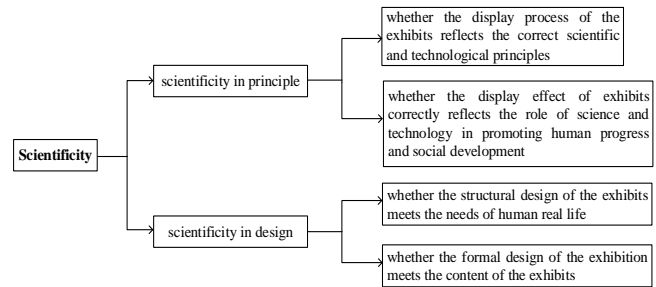 Scientificity
scientificity in principle
whether the display process of the
exhibits reflects the correct scientific
and technological principles
whether the display effect of exhibits
correctly reflects the role of science and
technology in promoting human progress
and social development
scientificity in design
whether the structural design of the exhibits
meets the needs of human real life
whether the formal design of the exhibition
meets the content of the exhibits